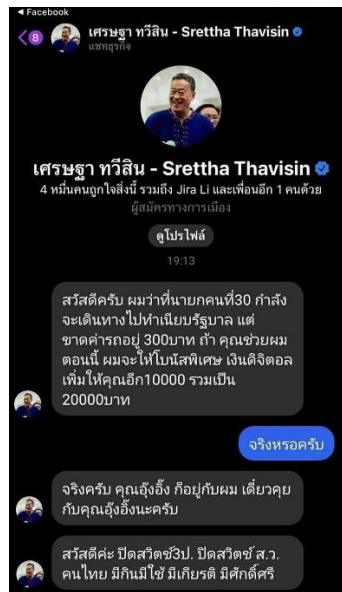 Facebook
8
เศรษฐา ทวีสิน - Srettha Thavisin
แชทธุรกิจ
เศรษฐา ทวีสิน - Srettha Thavisin
4 หมื่นคนถูกใจสิ่งนี้ รวมถึง Jira Li และเพื่อนอีก 1 คนด้วย
ผู้สมัครทางการเมือง
ดูโปรไฟล์
19:13
สวัสดีครับ ผมว่าที่นายกคนที่30 กำลัง
จะเดินทางไปทำเนียบรัฐบาล แต่
ขาดค่ารถอยู่ 300บาท ถ้า คุณช่วยผม
ตอนนี้ ผมจะให้โบนัสพิเศษ เงินดิจิตอล
เพิ่มให้คุณอีก10000 รวมเป็น
20000บาท
จริงหรอครับ
จริงครับ คุณอุ๊งอิ๊ง ก็อยู่กับผม เดี๋ยวคุย
กับคุณอุ๊งอิ้งนะครับ
สวัสดีค่ะ ปิดสวิตซ์3ป. ปิดสวิตซ์ ส.ว.
คนไทย มีกินมีใช้ มีเกียรติ มีศักดิ์ศรี